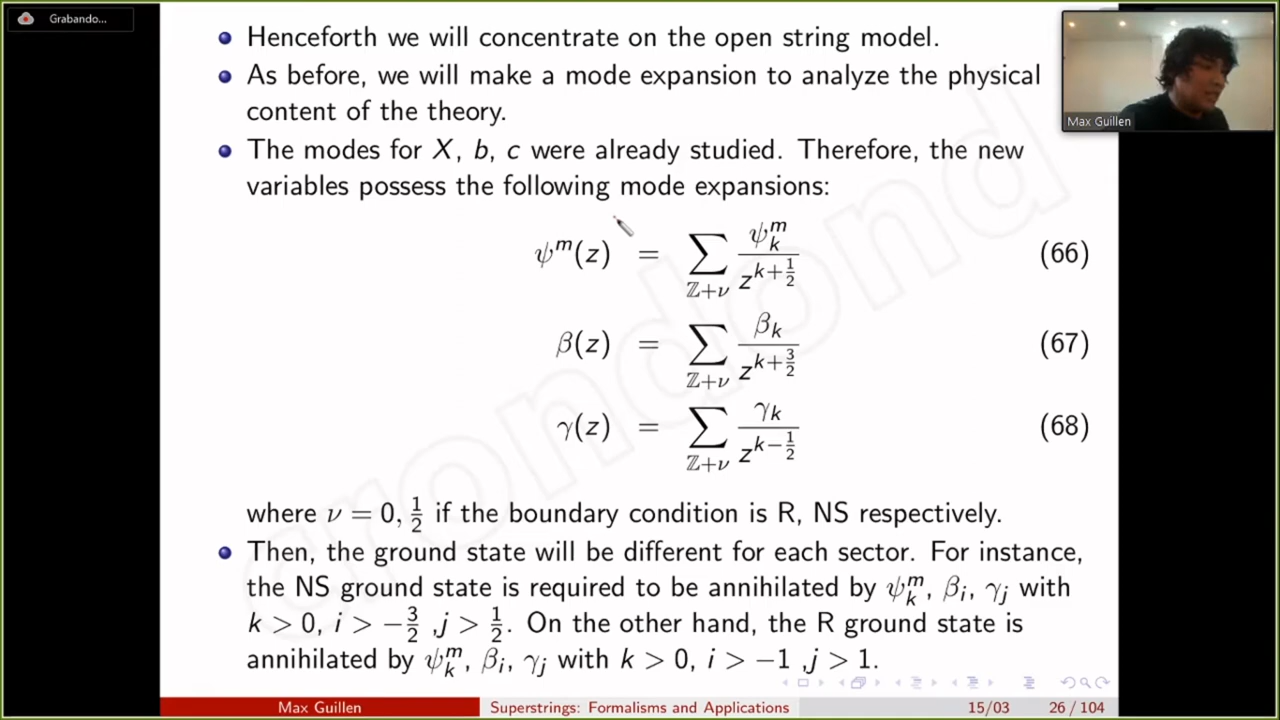 Grabando...
• Henceforth we will concentrate on the open string model.
• As before, we will make a mode expansion to analyze the physical
content of the theory.
• The modes for X, b, c were already studied. Therefore, the new
variables possess the following mode expansions:
ψ^m(z) = ∑_{ℤ+ν} ψ^m_k / z^{k+1/2} (66)
β(z) = ∑_{ℤ+ν} β_k / z^{k+3/2} (67)
γ(z) = ∑_{ℤ+ν} γ_k / z^{k−1/2} (68)
where ν = 0, 1/2 if the boundary condition is R, NS respectively.
• Then, the ground state will be different for each sector. For instance,
the NS ground state is required to be annihilated by ψ^m_k, β_i, γ_j with
k > 0, i > −3/2 ,j > 1/2. On the other hand, the R ground state is
annihilated by ψ^m_k, β_i, γ_j with k > 0, i > −1 ,j > 1.
Max Guillen
Max Guillen Superstrings: Formalisms and Applications 15/03 26 / 104